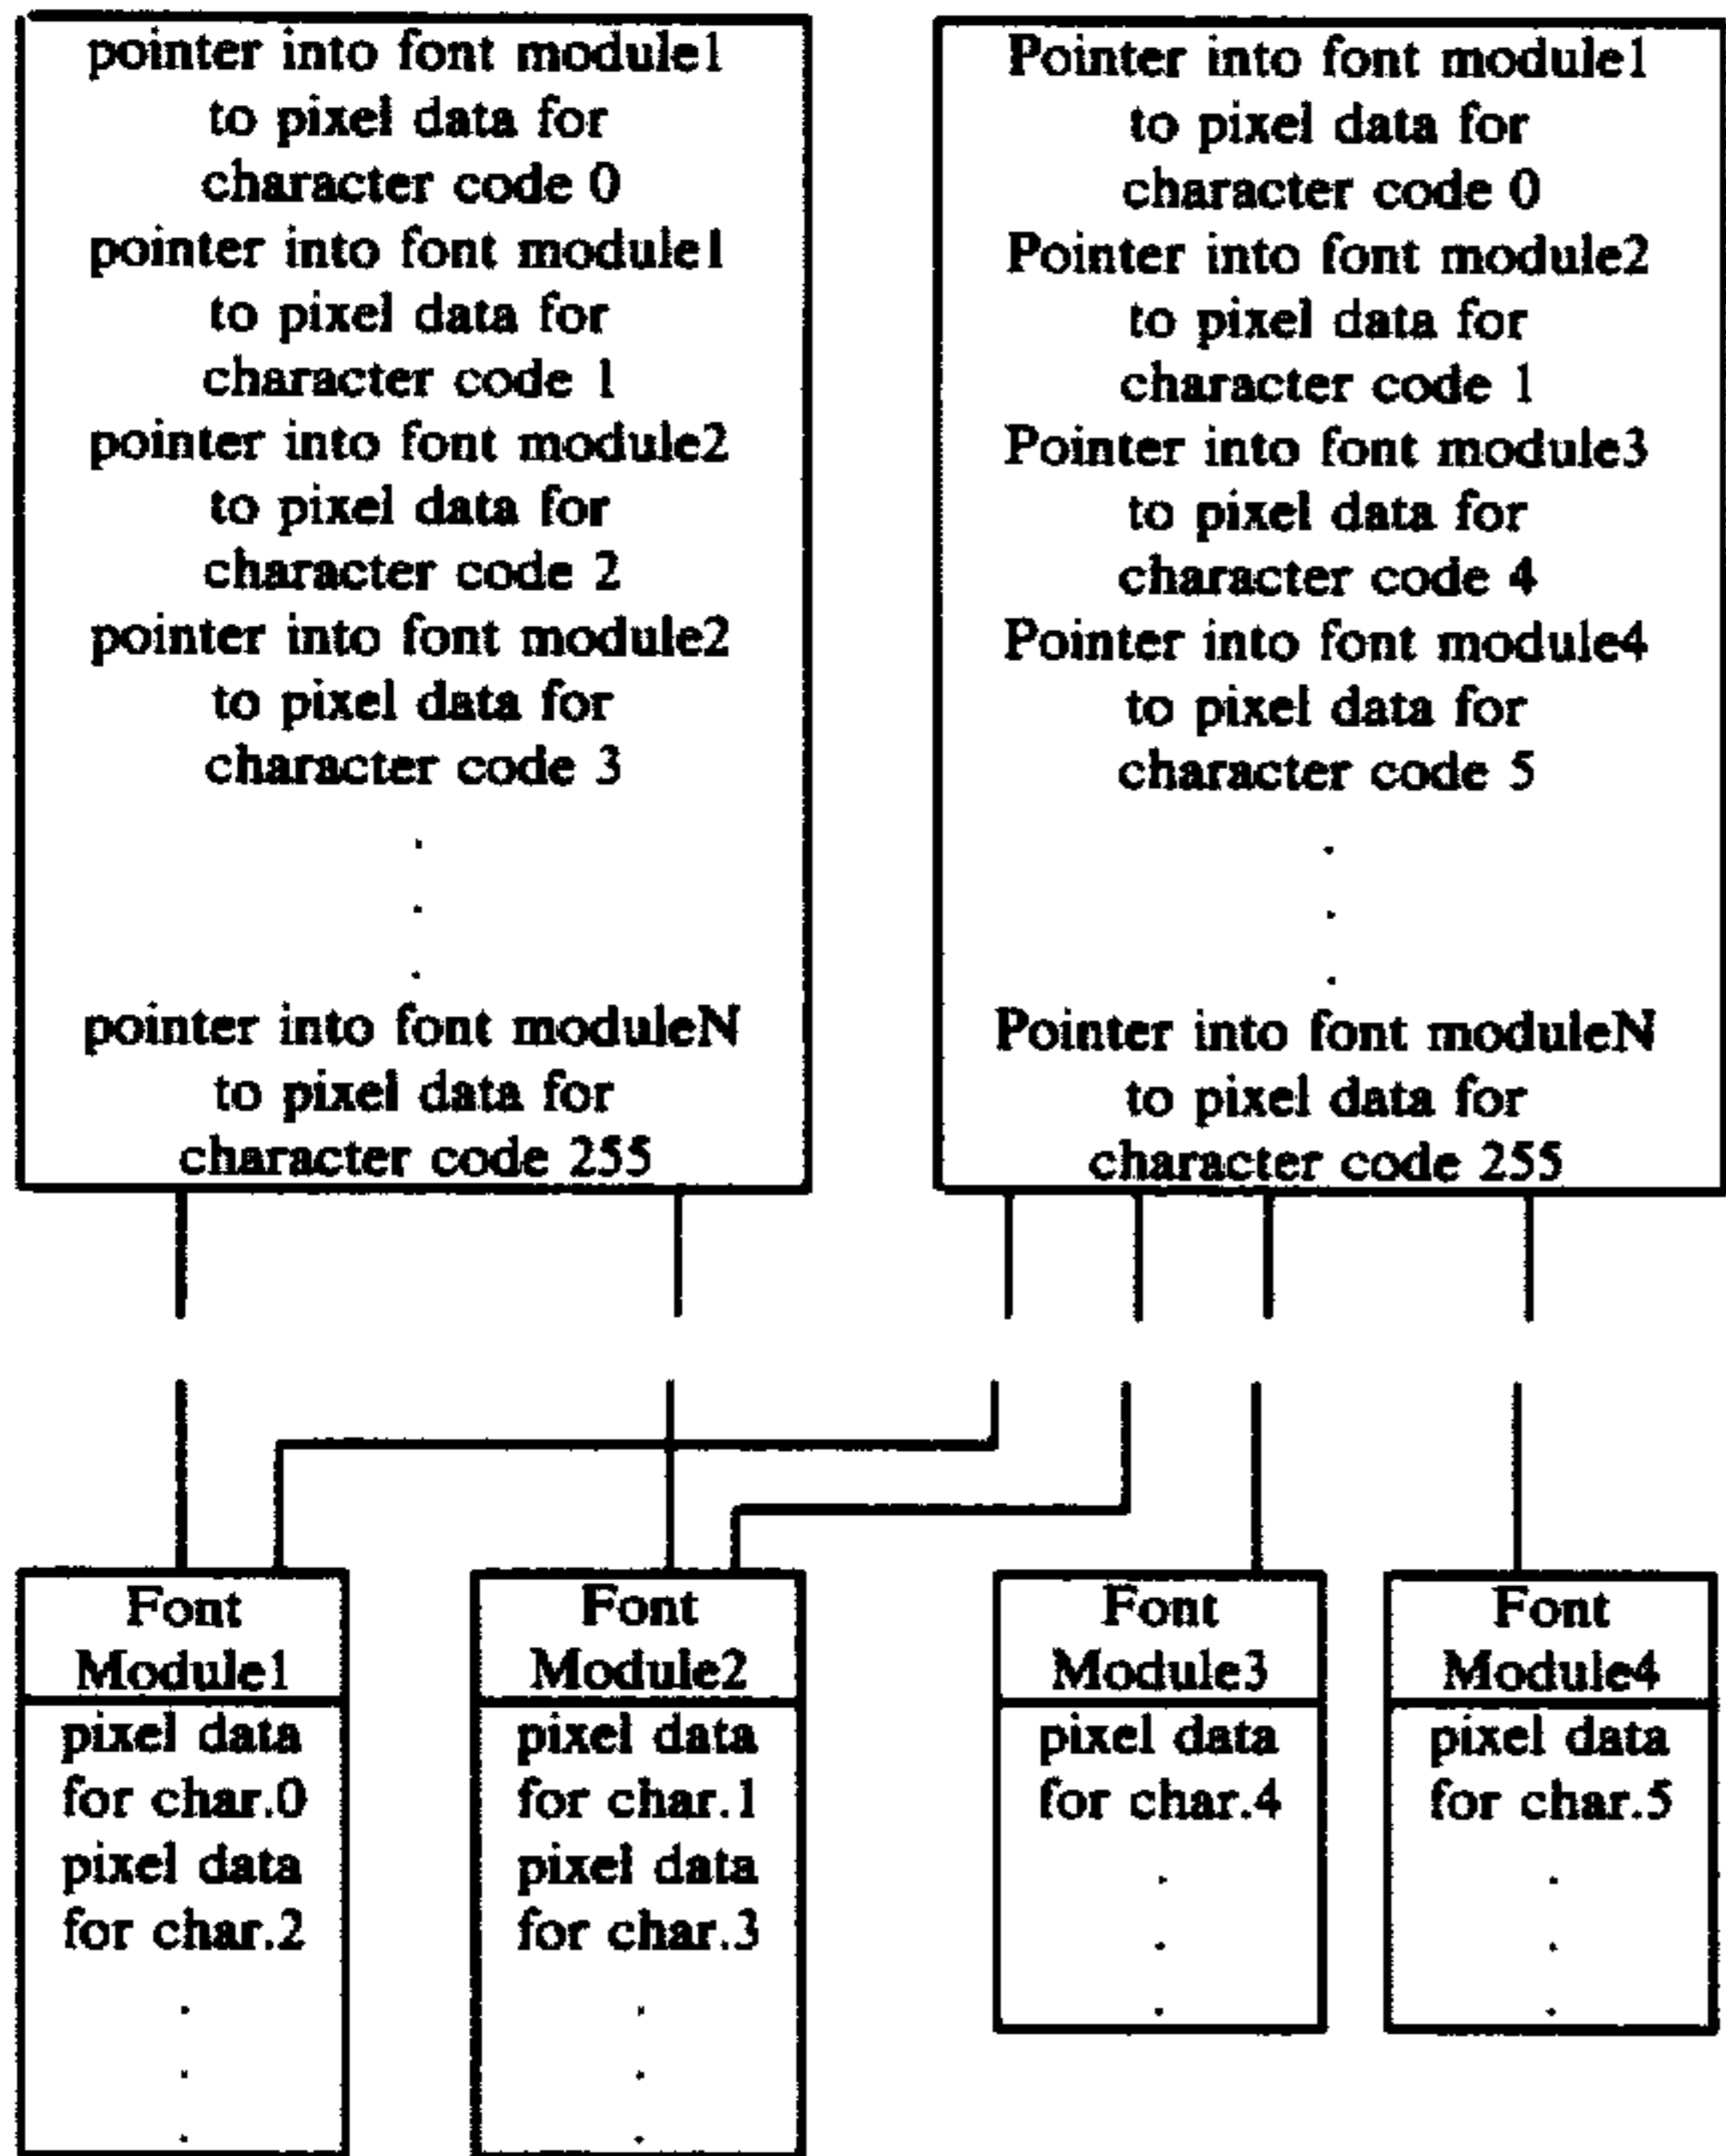 pointer into font module1
to pixel data for
character code 0
pointer into font module1
to pixel data for
character code 1
pointer into font module2
to pixel data for
character code 2
pointer into font module2
to pixel data for
character code 3
.
.
.
pointer into font moduleN
to pixel data for
character code 255
Pointer into font module1
to pixel data for
character code 0
Pointer into font module2
to pixel data for
character code 1
Pointer into font module3
to pixel data for
character code 4
Pointer into font module4
to pixel data for
character code 5
.
.
.
Pointer into font moduleN
to pixel data for
character code 255
Font
Module1
pixel data
for char.0
pixel data
for char.2
.
.
.
Font
Module2
pixel data
for char.1
pixel data
for char.3
.
.
.
Font
Module3
pixel data
for char.4
.
.
.
Font
Module4
pixel data
for char.5
.
.
.